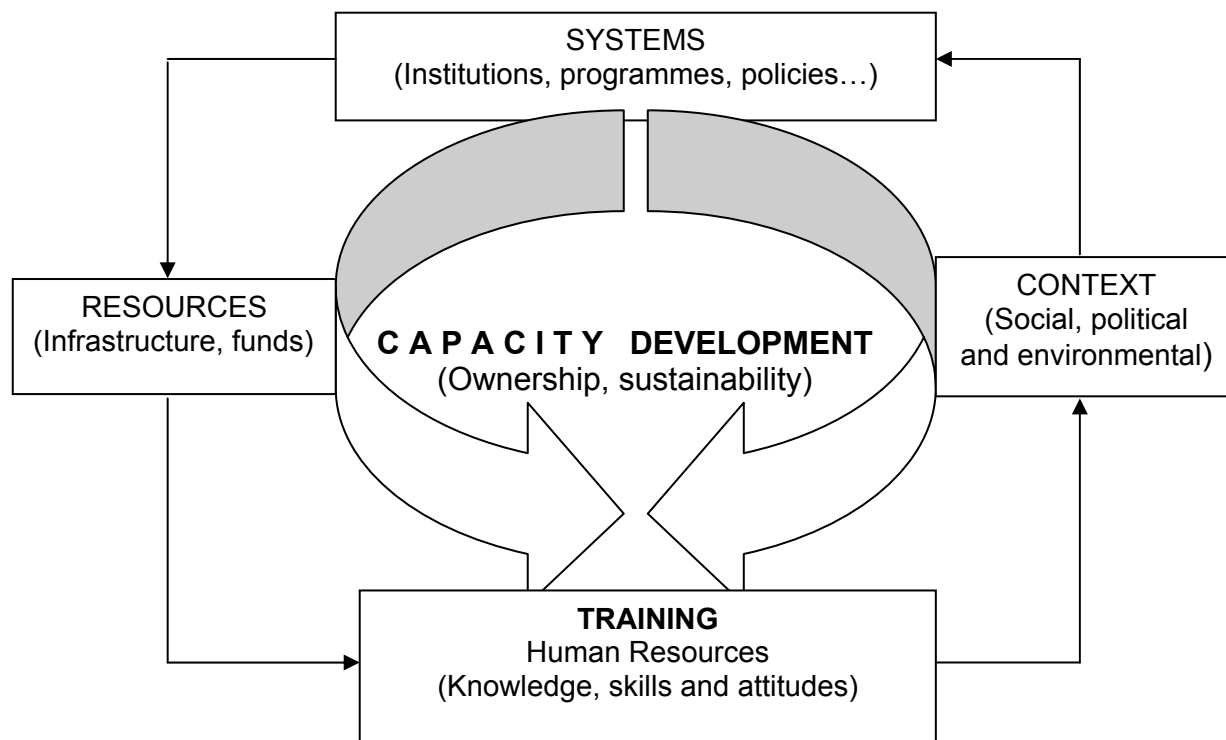 SYSTEMS
(Institutions, programmes, policies…)
RESOURCES
(Infrastructure, funds)
CONTEXT
(Social, political
and environmental)
C A P A C I T Y DEVELOPMENT
(Ownership, sustainability)
TRAINING
Human Resources
(Knowledge, skills and attitudes)